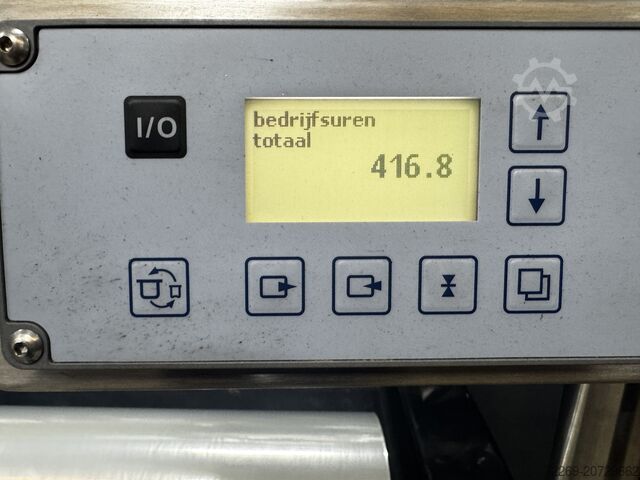 bedrijfsuren
totaal
416.8
I/O